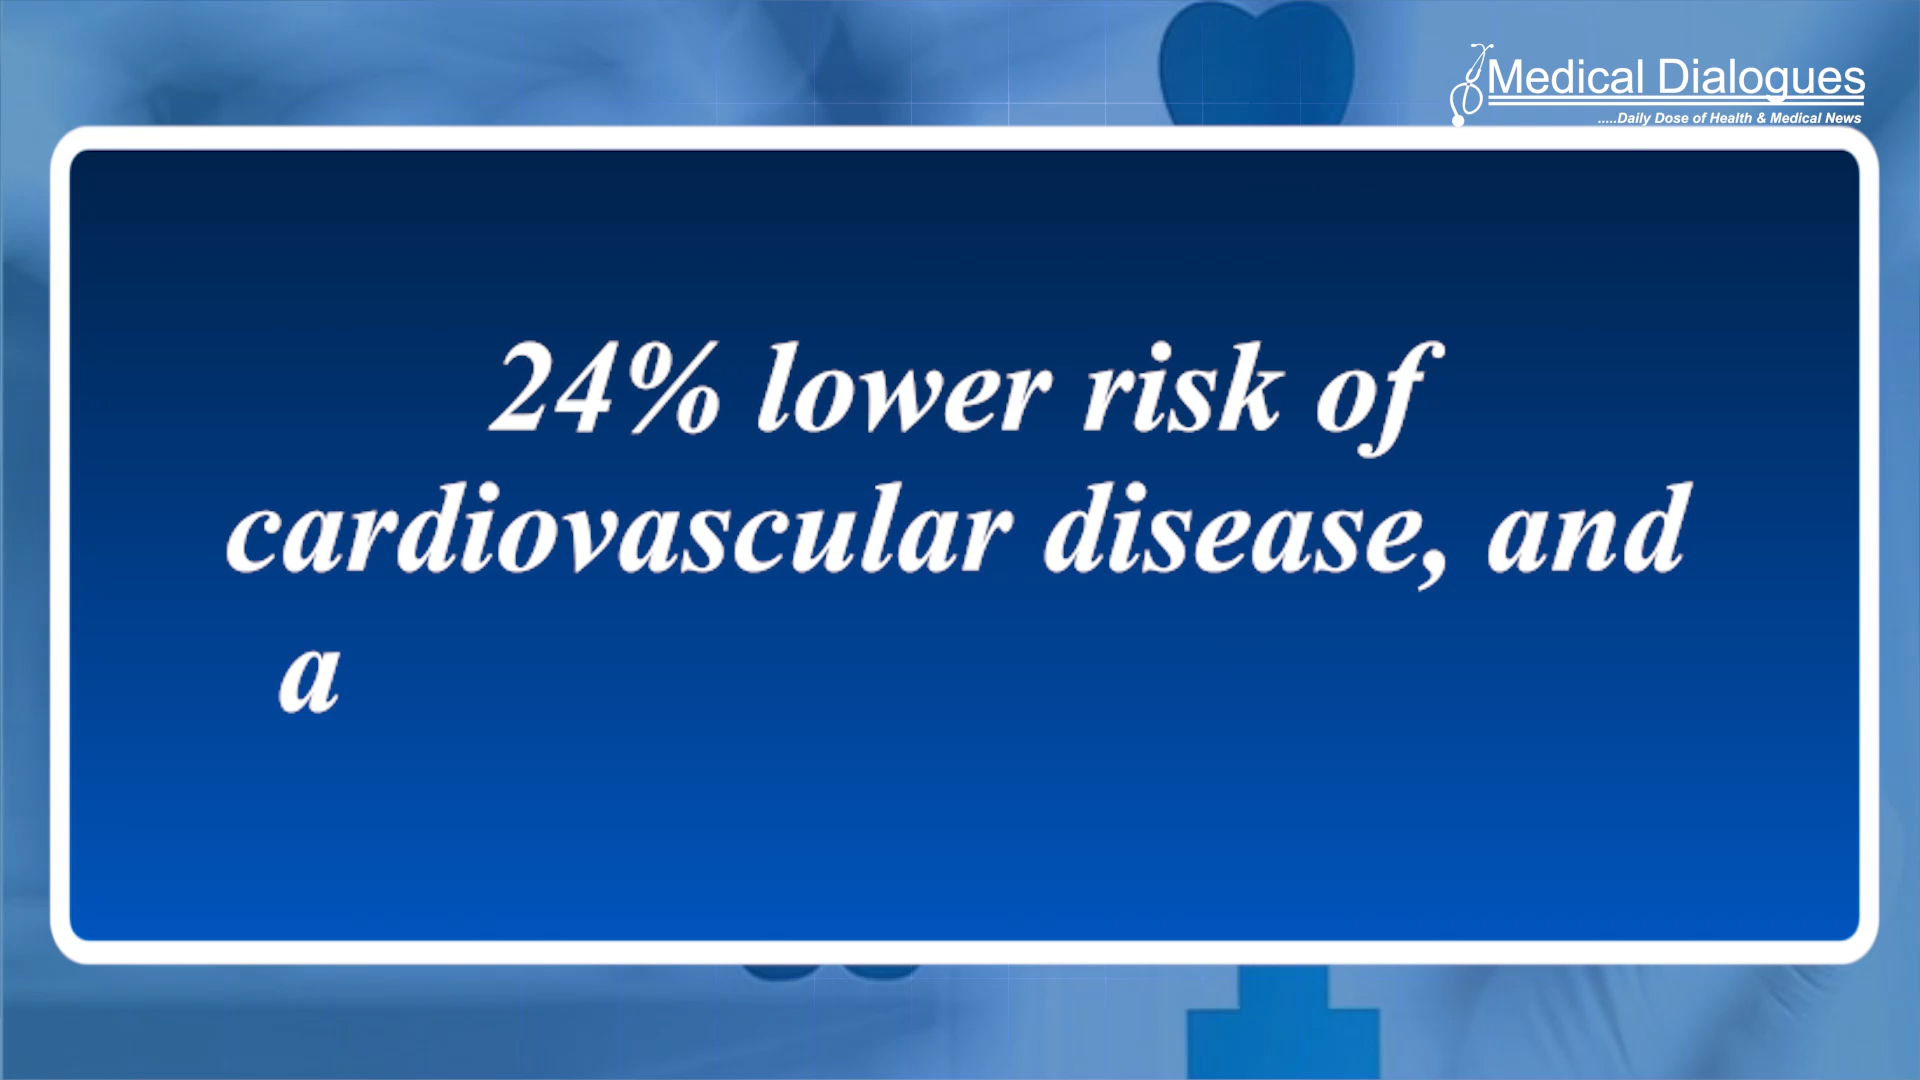 Medical Dialogues
.....Daily Dose of Health & Medical News
24% lower risk of
cardiovascular disease, and
a